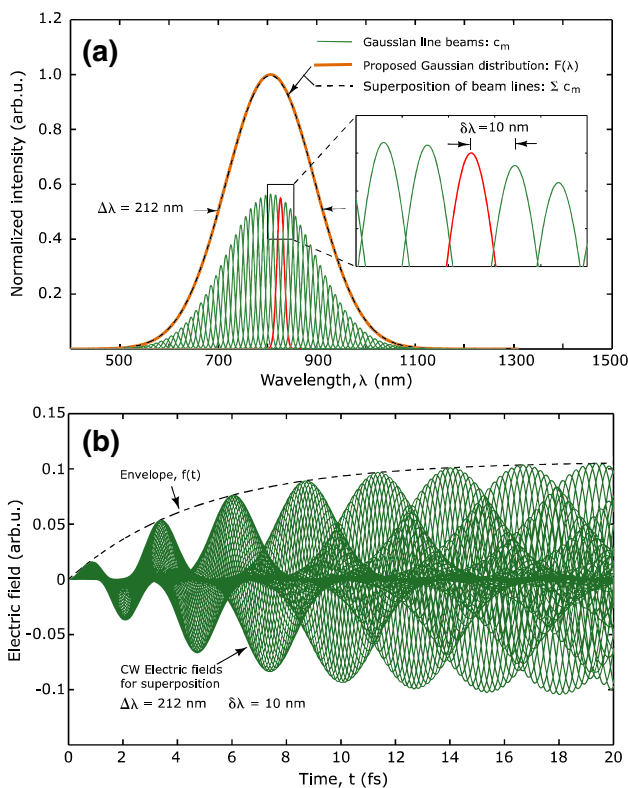 (a)
Gaussian line beams: cm
Proposed Gaussian distribution: F(λ)
Superposition of beam lines: Σ cm
δλ=10 nm
Δλ = 212 nm
Normalized intensity (arb.u.)
1.2
1.0
0.8
0.6
0.4
0.2
500
700
900
1100
1300
1500
Wavelength, λ (nm)
(b)
Envelope, f(t)
CW Electric fields
for superposition
Δλ = 212 nm δλ = 10 nm
Electric field (arb.u.)
0.15
0.1
0.05
0
-0.05
-0.1
0
2
4
6
8
10
12
14
16
18
20
Time, t (fs)